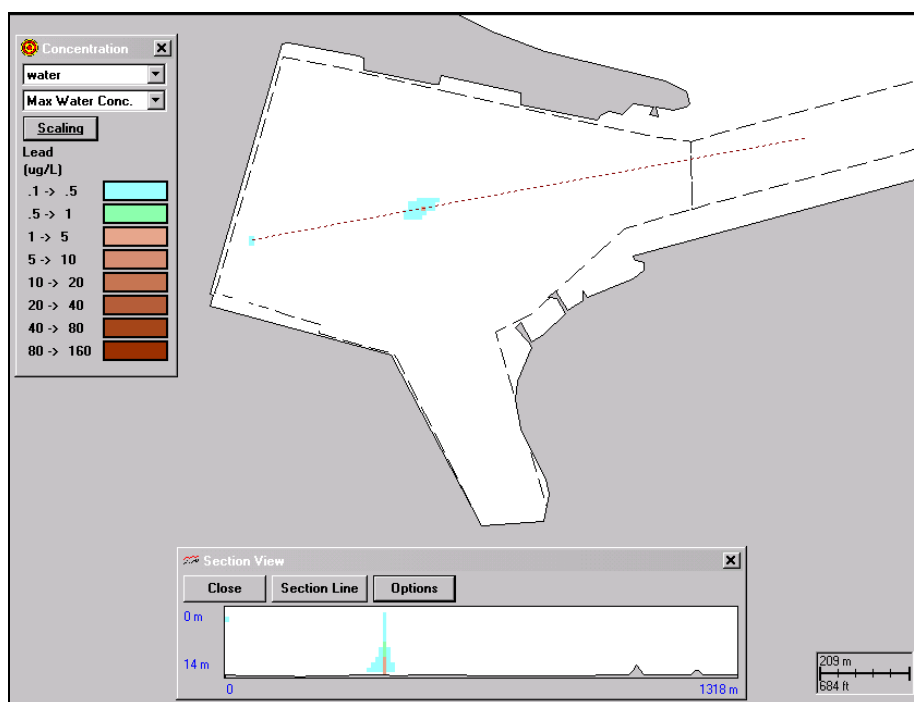 Concentration
water
Max Water Conc.
Scaling
Lead
(ug/L)
.1 -> .5
.5 -> 1
1 -> 5
5 -> 10
10 -> 20
20 -> 40
40 -> 80
80 -> 160
Section View
Close Section Line Options
0 m
14 m
0 1318 m
209 m
684 ft